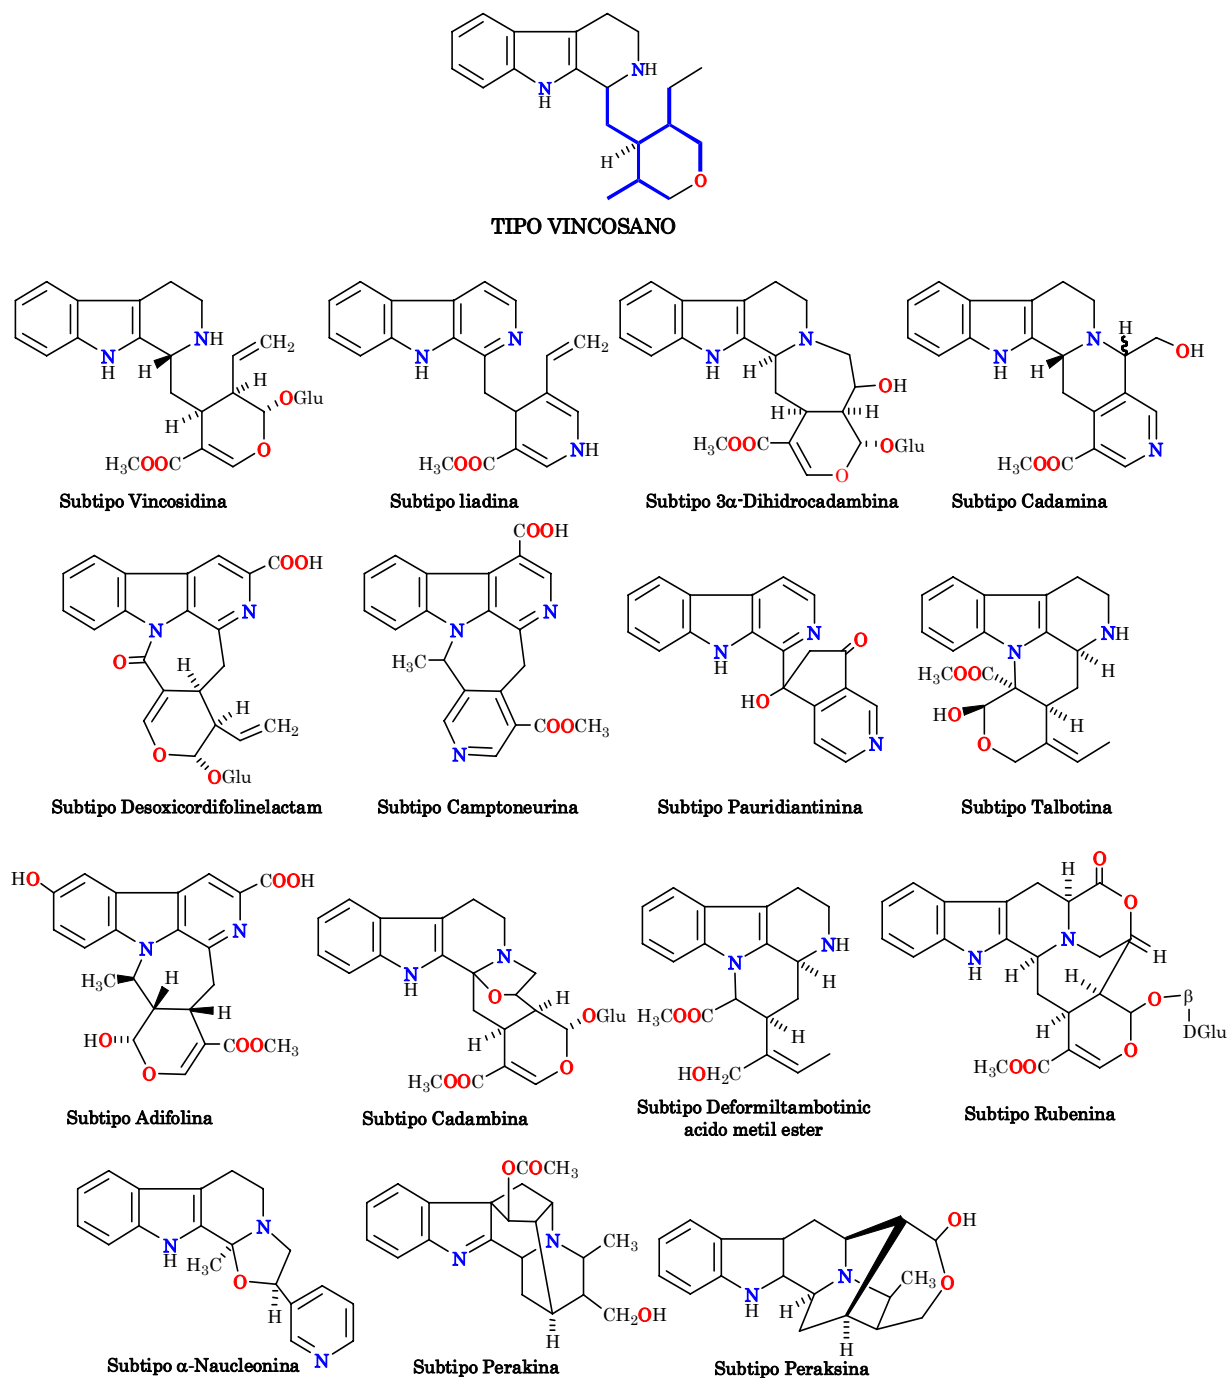 NH
N
H
H
O
TIPO VINCOSANO
NH
N
H
H
CH2
H
OGlu
H
O
H3COOC
Subtipo Vincosidina
N
N
H
CH2
H3COOC
NH
Subtipo liadina
N
N
H
H
OH
H
H
H3COOC
OGlu
O
Subtipo 3α-Dihidrocadambina
H
N
OH
N
H
H
H3COOC
N
Subtipo Cadamina
COOH
N
N
O
H
H
CH2
O
OGlu
Subtipo Desoxicordifolinelactam
COOH
N
N
H3C
COOCH3
N
Subtipo Camptoneurina
N
N
H
O
HO
N
Subtipo Pauridiantinina
NH
N
H
H3COOC
HO
H
O
Subtipo Talbotina
HO
COOH
N
N
H3C
H
H
HO
COOCH3
O
Subtipo Adifolina
N
N
H
O
H
OGlu
H
O
H3COOC
Subtipo Cadambina
NH
N
H
H3COOC
H
HOH2C
Subtipo Deformiltambotinic
acido metil ester
O
H
O
N
N
H
H
H
H
O
β
DGlu
H
O
H3COOC
Subtipo Rubenina
N
N
H
H3C
O
H
N
Subtipo α-Naucleonina
OCOCH3
N
N
CH3
CH2OH
H
Subtipo Perakina
OH
N
CH3
O
N
H
H
H
Subtipo Peraksina